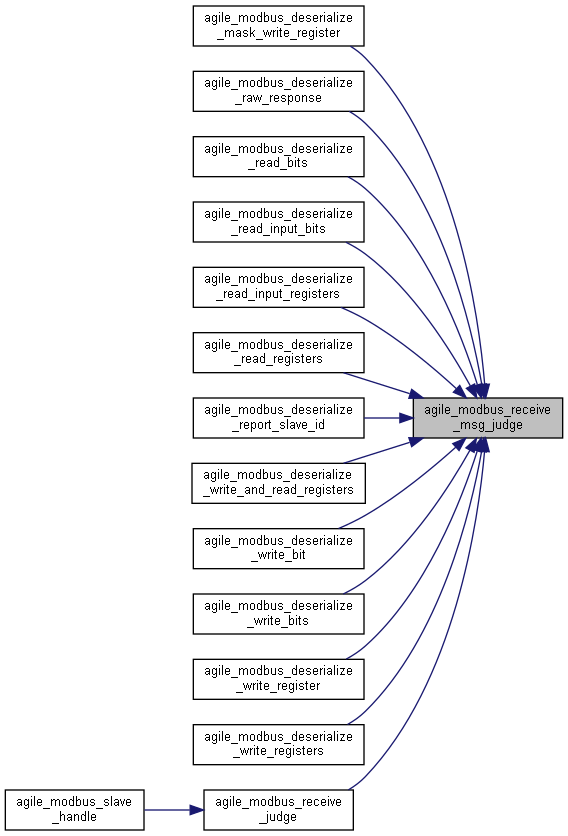 agile_modbus_deserialize
_mask_write_register
agile_modbus_deserialize
_raw_response
agile_modbus_deserialize
_read_bits
agile_modbus_deserialize
_read_input_bits
agile_modbus_deserialize
_read_input_registers
agile_modbus_deserialize
_read_registers
agile_modbus_receive
_msg_judge
agile_modbus_deserialize
_report_slave_id
agile_modbus_deserialize
_write_and_read_registers
agile_modbus_deserialize
_write_bit
agile_modbus_deserialize
_write_bits
agile_modbus_deserialize
_write_register
agile_modbus_deserialize
_write_registers
agile_modbus_slave
_handle
agile_modbus_receive
_judge